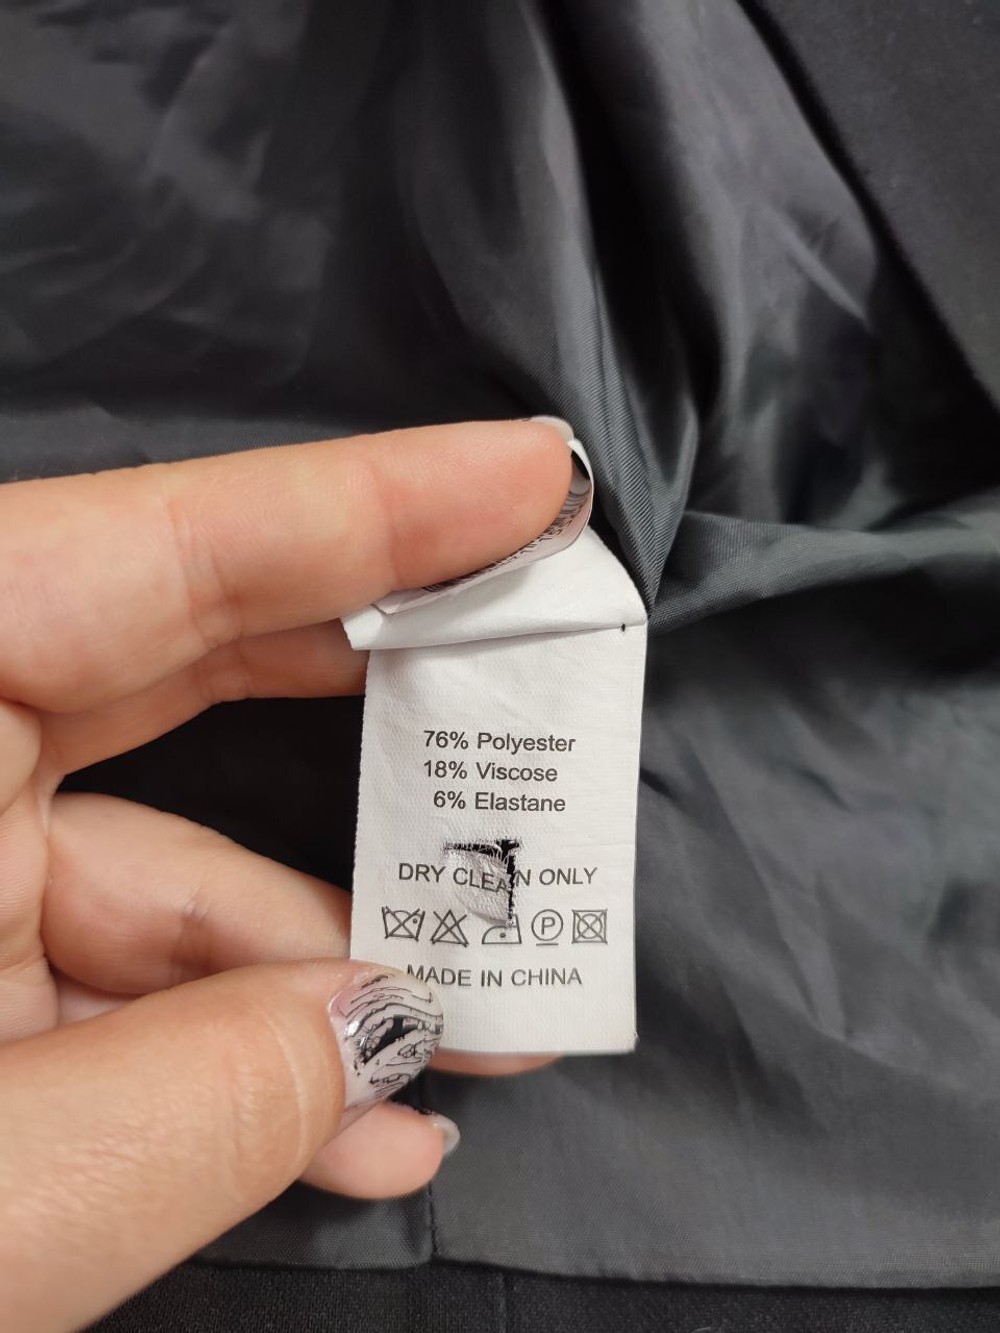 76% Polyester
18% Viscose
6% Elastane
DRY CLEAN ONLY
P
MADE IN CHINA